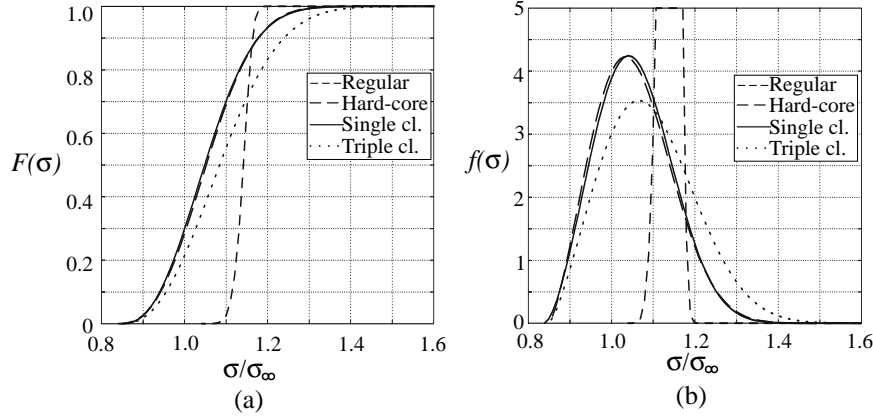 1.0
0.8
0.6
0.4
0.2
0
F(σ)
Regular
Hard-core
Single cl.
Triple cl.
0.8 1.0 1.2 1.4 1.6
σ/σ∞
(a)
5
4
3
2
1
0
f(σ)
Regular
Hard-core
Single cl.
Triple cl.
0.8 1.0 1.2 1.4 1.6
σ/σ∞
(b)